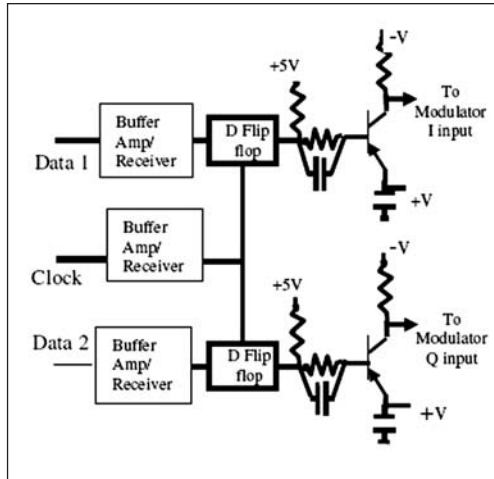 -V
+5V
To
Modulator
I input
Buffer
Amp/
Receiver
D Flip
flop
Data 1
+V
Buffer
Amp/
Receiver
Clock
-V
+5V
To
Modulator
Q input
Data 2
Buffer
Amp/
Receiver
D Flip
flop
+V